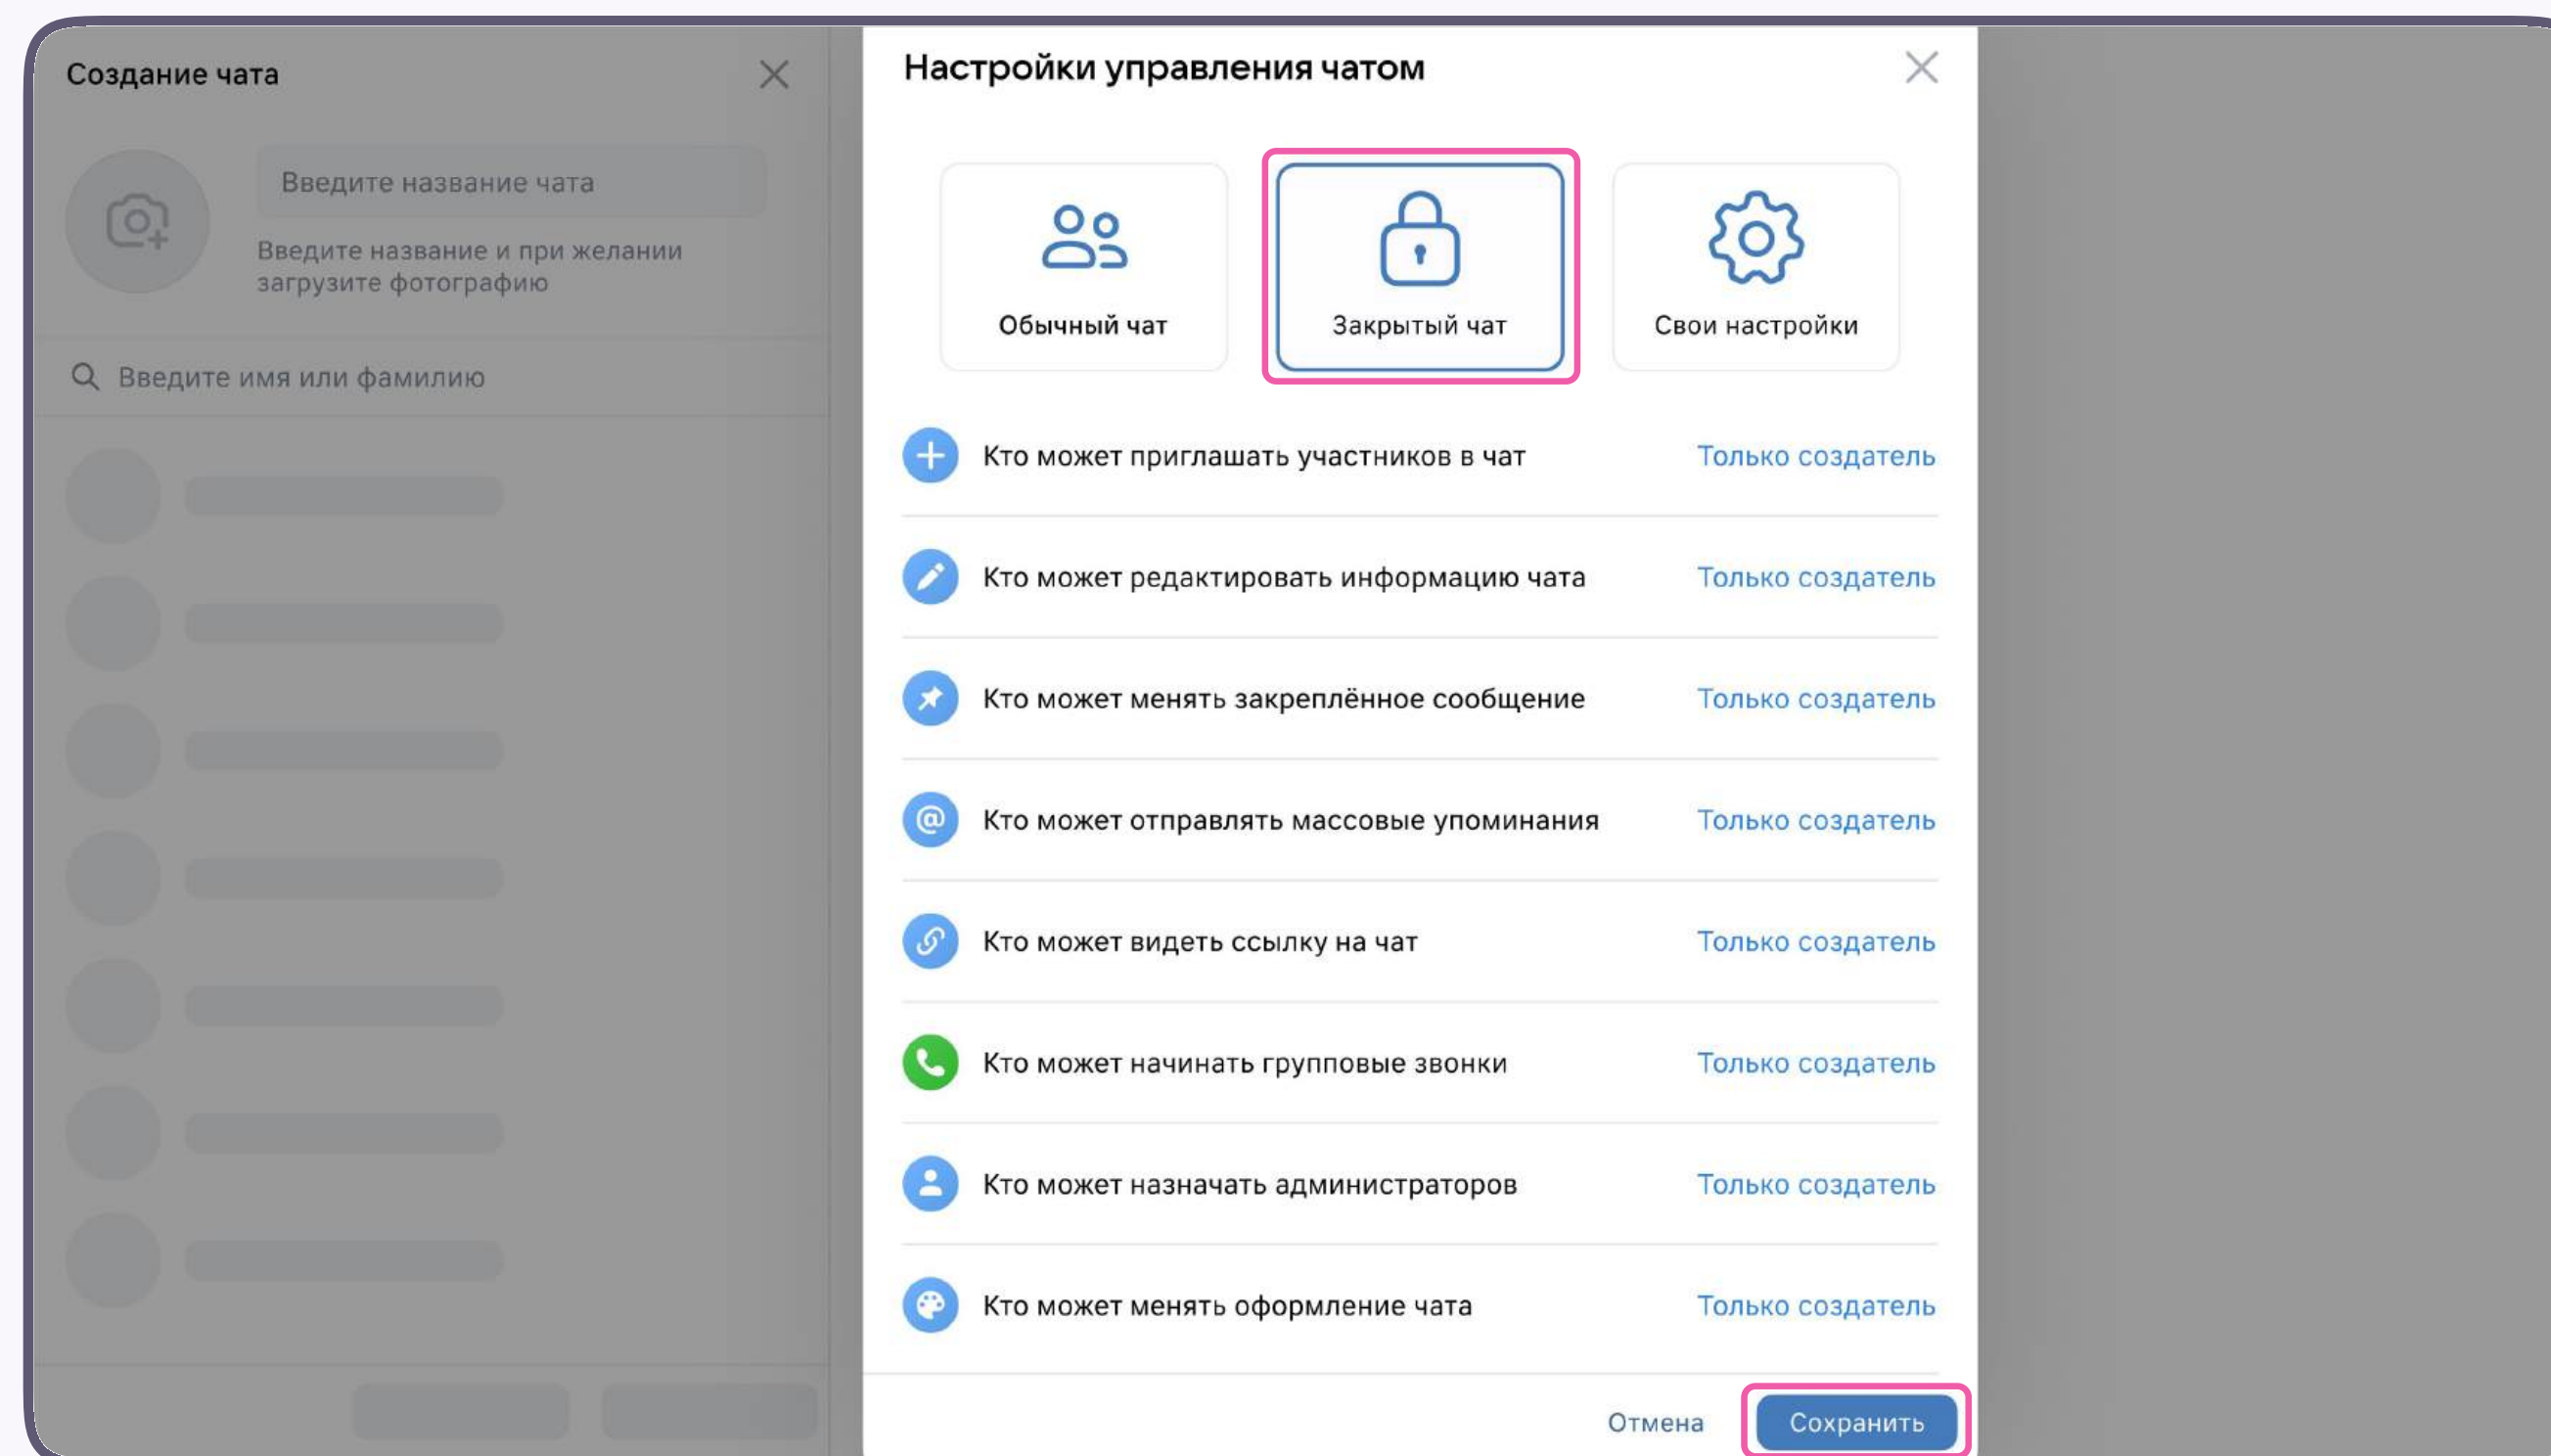 Создание чата
Введите название чата
Введите название и при желании
загрузите фотографию
Введите имя или фамилию
Настройки управления чатом
Обычный чат
Закрытый чат
Свои настройки
Кто может приглашать участников в чат Только создатель
Кто может редактировать информацию чата Только создатель
Кто может менять закреплённое сообщение Только создатель
Кто может отправлять массовые упоминания Только создатель
Кто может видеть ссылку на чат Только создатель
Кто может начинать групповые звонки Только создатель
Кто может назначать администраторов Только создатель
Кто может менять оформление чата Только создатель
Отмена
Сохранить